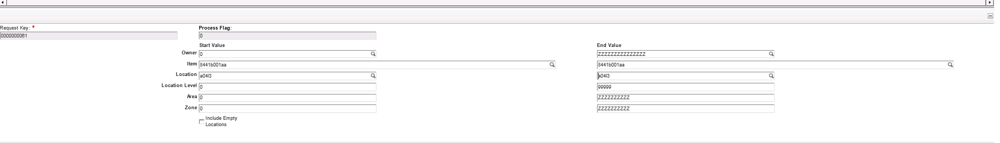 Request Key: *
Process Flag:
0000000061
0
Start Value
End Value
Owner 0 ZZZZZZZZZZZZZZZ
Item 8441b001aa 8441b001aa
Location a04l3 a04l3
Location Level 0 99999
Area 0 ZZZZZZZZZZ
Zone 0 ZZZZZZZZZZ
Include Empty
Locations